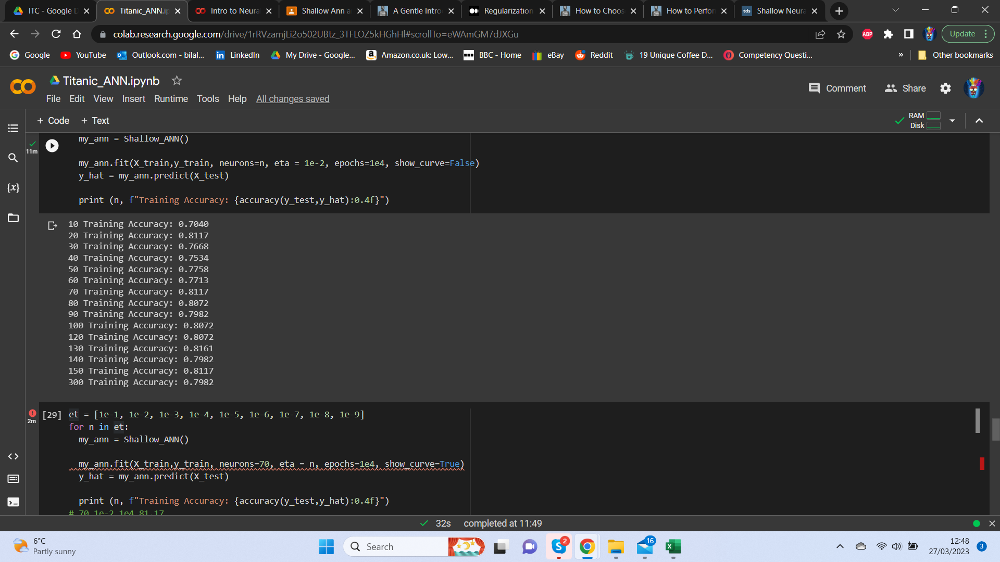 ITC - Google D
Titanic_ANN.ip
Intro to Neura
Shallow Ann a
A Gentle Intro
Regularization
How to Choos
How to Perfor
tds Shallow Neura
colab.research.google.com/drive/1rRVzamjLi2o502UBtz_3TFLOZ5kHGhHl#scrollTo=eWAmGM7dJXGu
ABP
Update
Google YouTube Outlook.com - bilal... LinkedIn My Drive - Google... Amazon.co.uk: Low... BBC - Home eBay Reddit 19 Unique Coffee D... Competency Questi... » Other bookmarks
Titanic_ANN.ipynb
Comment Share
File Edit View Insert Runtime Tools Help All changes saved
+ Code + Text
RAM
Disk
11m
my_ann = Shallow_ANN()
my_ann.fit(X_train,y_train, neurons=n, eta = 1e-2, epochs=1e4, show_curve=False)
y_hat = my_ann.predict(X_test)
print (n, f"Training Accuracy: {accuracy(y_test,y_hat):0.4f}")
10 Training Accuracy: 0.7040
20 Training Accuracy: 0.8117
30 Training Accuracy: 0.7668
40 Training Accuracy: 0.7534
50 Training Accuracy: 0.7758
60 Training Accuracy: 0.7713
70 Training Accuracy: 0.8117
80 Training Accuracy: 0.8072
90 Training Accuracy: 0.7982
100 Training Accuracy: 0.8072
120 Training Accuracy: 0.8072
130 Training Accuracy: 0.8161
140 Training Accuracy: 0.7982
150 Training Accuracy: 0.8117
300 Training Accuracy: 0.7982
2m
[29] et = [1e-1, 1e-2, 1e-3, 1e-4, 1e-5, 1e-6, 1e-7, 1e-8, 1e-9]
for n in et:
my_ann = Shallow_ANN()
my_ann.fit(X_train,y_train, neurons=70, eta = n, epochs=1e4, show_curve=True)
y_hat = my_ann.predict(X_test)
print (n, f"Training Accuracy: {accuracy(y_test,y_hat):0.4f}")
# 70 1e-2 1e4 81.17
32s completed at 11:49
6°C
Partly sunny
Search
2
16
12:48
27/03/2023
3